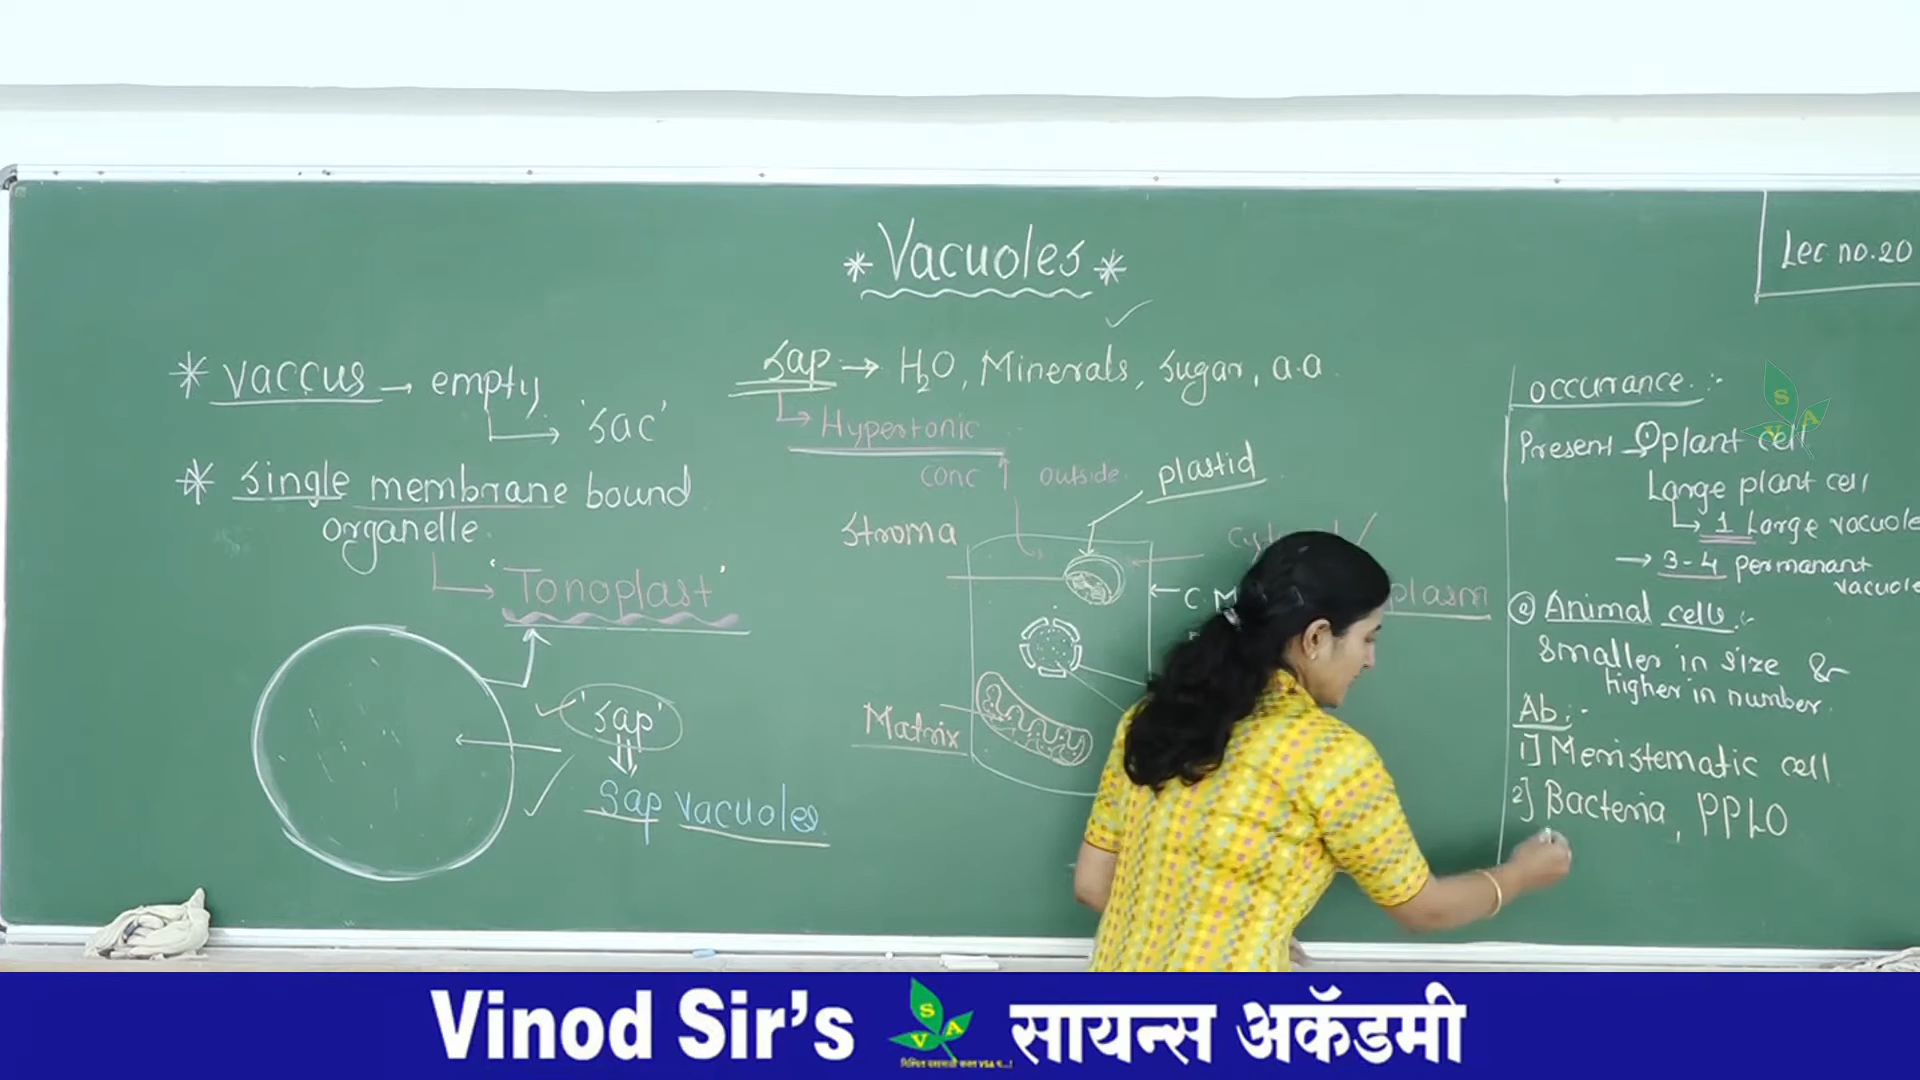 * Vacuoles *
Lec no.20
* vaccus → empty
'sac'
* single membrane bound
organelle.
'Tonoplast'
'sap'
sap vacuoles
sap → H2O, Minerals, sugar, a.a
Hypertonic
conc ↑ outside
plastid
stroma
C.M
plasm
Matrix
occurance :-
Present → ① plant cell
Large plant cell
1 Large vacuole
→ 3-4 permanant
vacuole
② Animal cell :-
smaller in size &
higher in number.
Ab :-
1] Meristematic cell
2] Bacteria, PPLO
S
V A
Vinod Sir's S V A सायन्स अकॅडमी